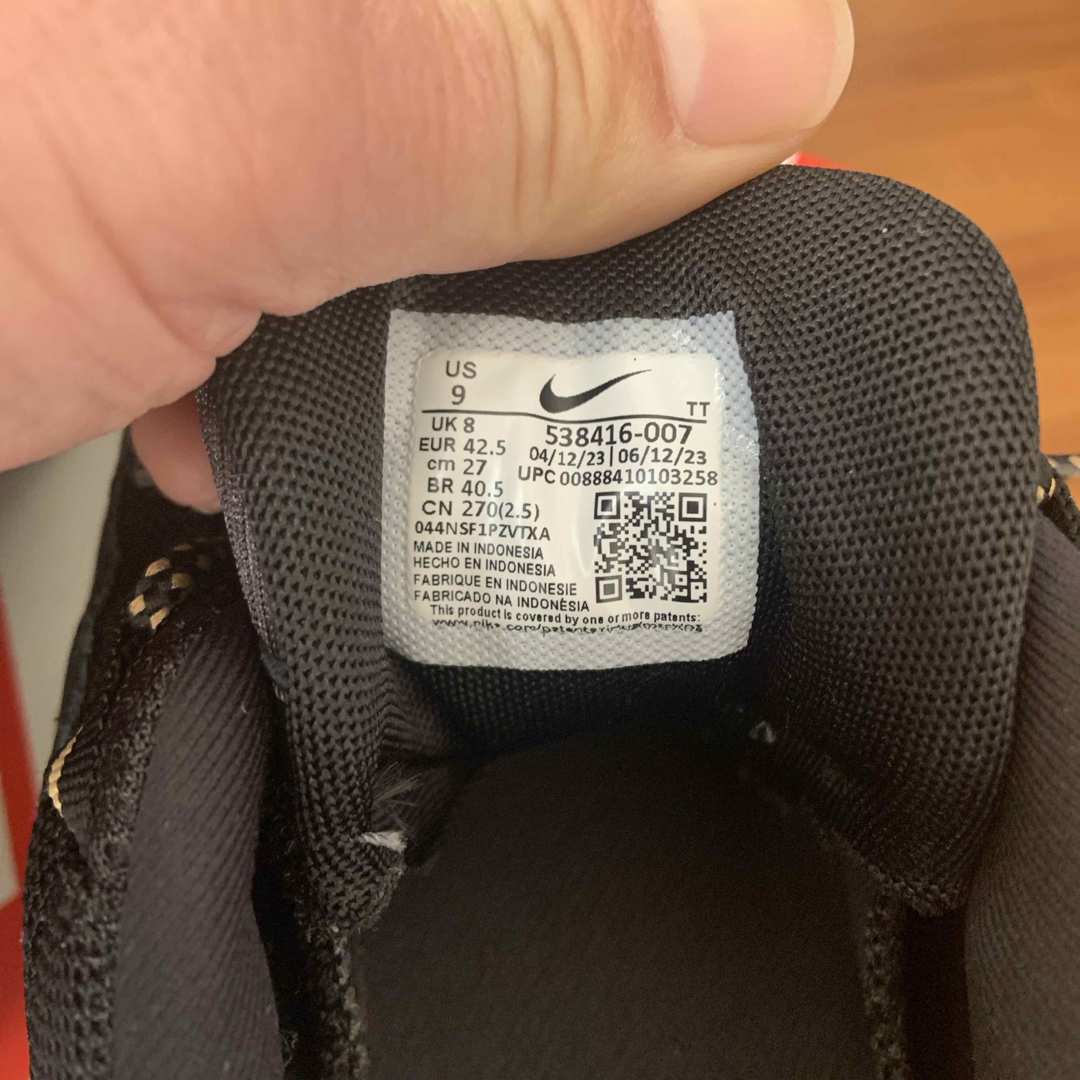 US
9
TT
UK 8
EUR 42.5
cm 27
BR 40.5
CN 270(2.5)
044NSF1PZVTXA
538416-007
04/12/23 | 06/12/23
UPC 00888410103258
MADE IN INDONESIA
HECHO EN INDONESIA
FABRIQUE EN INDONESIE
FABRICADO NA INDONÉSIA
This product is covered by one or more patents: